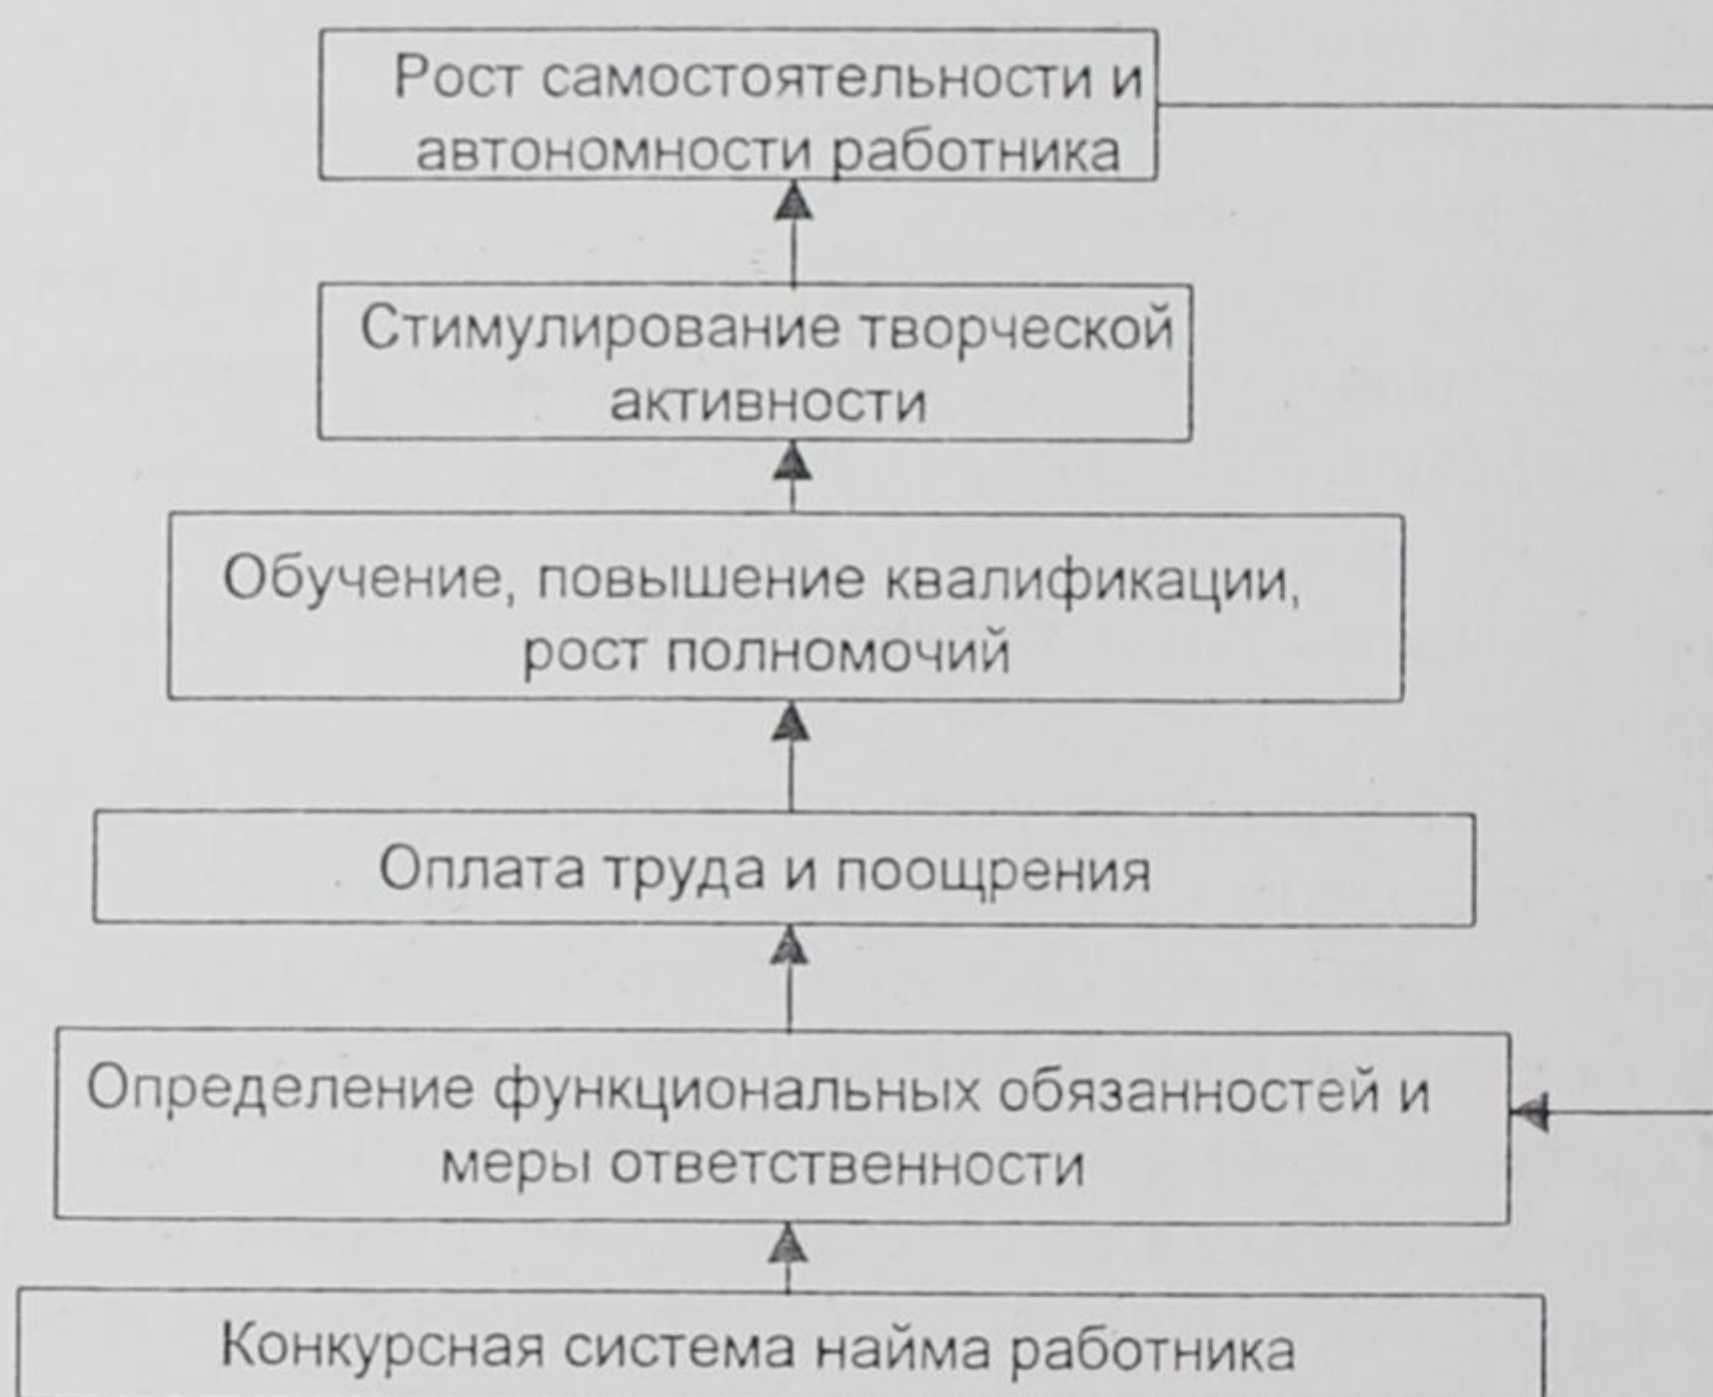 Рост самостоятельности и
автономности работника
Стимулирование творческой
активности
Обучение, повышение квалификации,
рост полномочий
Оплата труда и поощрения
Определение функциональных обязанностей и
меры ответственности
Конкурсная система найма работника